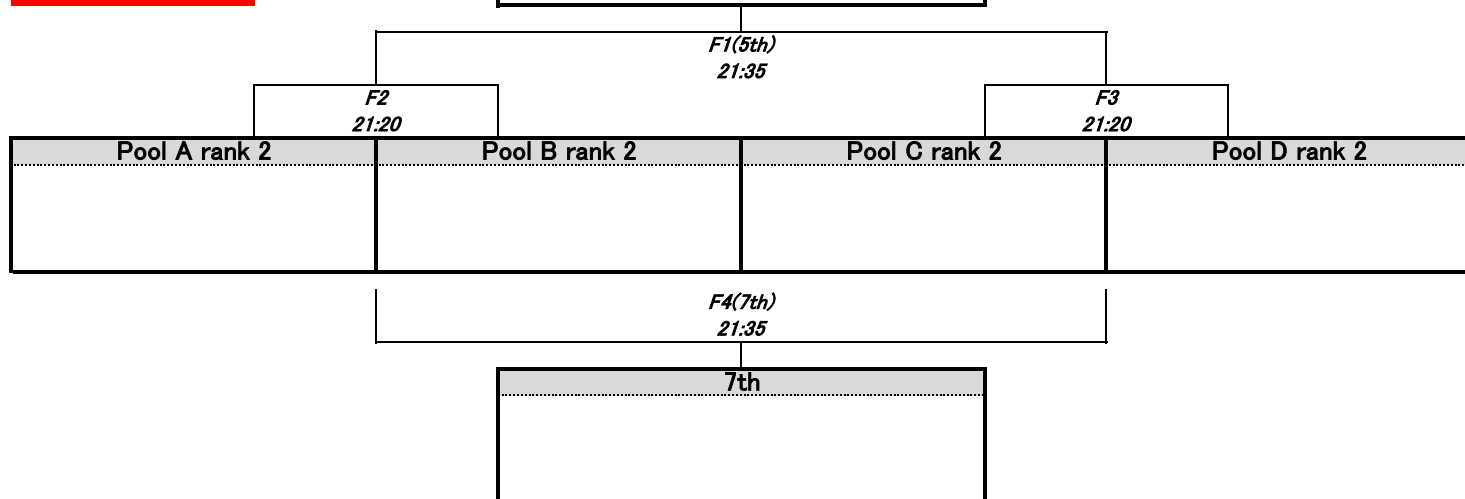 F1(5th)
21:35
F2
21:20
F3
21:20
Pool A rank 2
Pool B rank 2
Pool C rank 2
Pool D rank 2
F4(7th)
21:35
7th